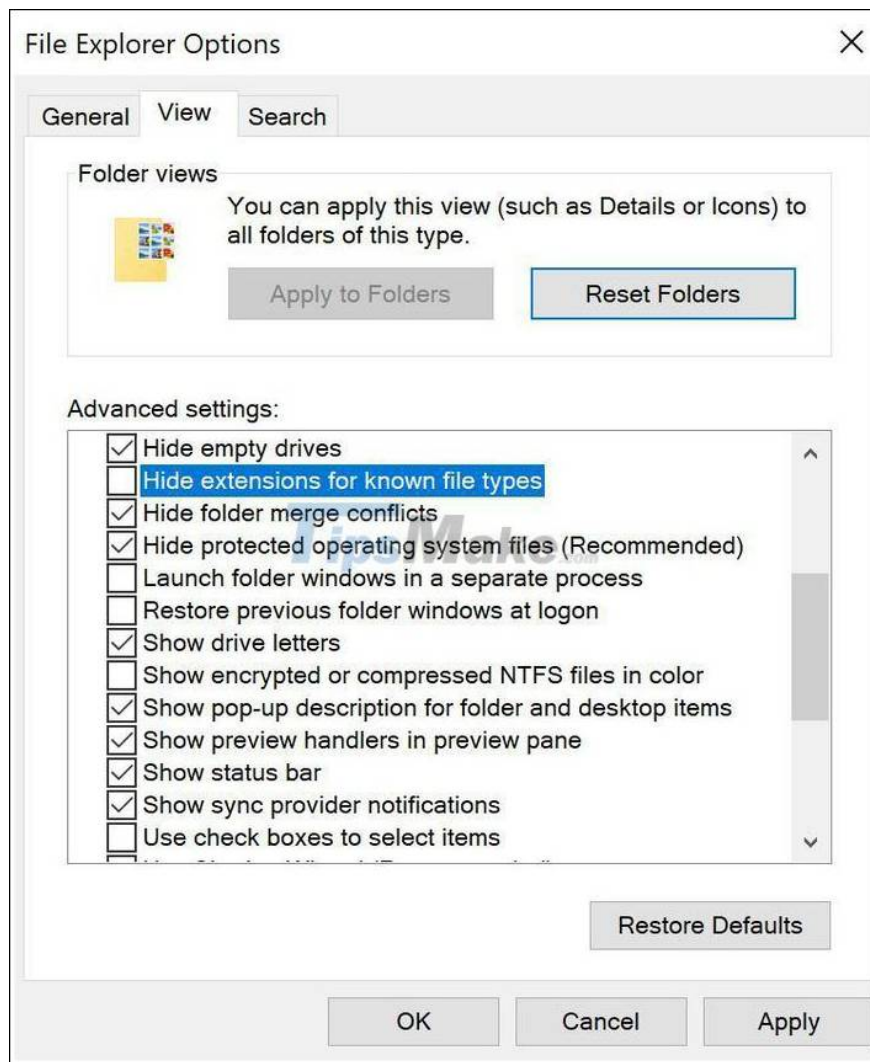 File Explorer Options
General
View
Search
Folder views
You can apply this view (such as Details or Icons) to
all folders of this type.
Apply to Folders
Reset Folders
Advanced settings:
Hide empty drives
Hide extensions for known file types
Hide folder merge conflicts
Hide protected operating system files (Recommended)
TipsMake.com
Launch folder windows in a separate process
Restore previous folder windows at logon
Show drive letters
Show encrypted or compressed NTFS files in color
Show pop-up description for folder and desktop items
Show preview handlers in preview pane
Show status bar
Show sync provider notifications
Use check boxes to select items
Restore Defaults
OK
Cancel
Apply